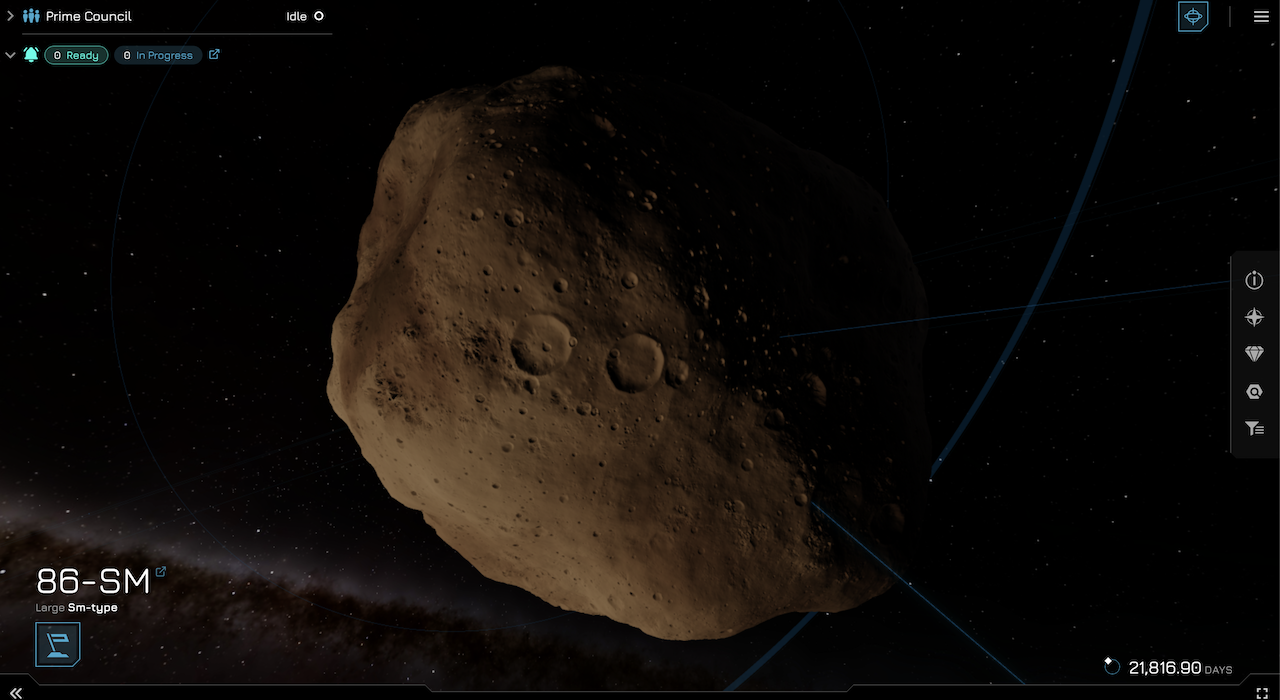 Prime Council
Idle
0 Ready
0 In Progress
86-SM
Large Sm-type
21,816.90 DAYS